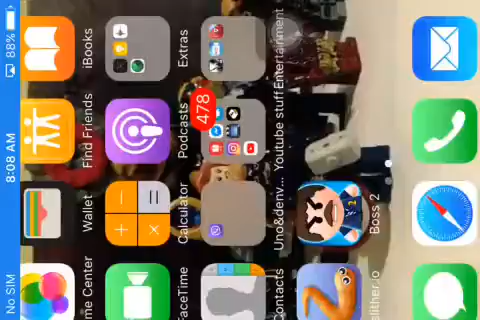 No SIM 8:08 AM 88%
me Center Wallet Find Friends iBooks
FaceTime Calculator Podcasts Extras
478
Contacts Uno&denv... Youtube stuff Entertainment
slither.io Boss 2